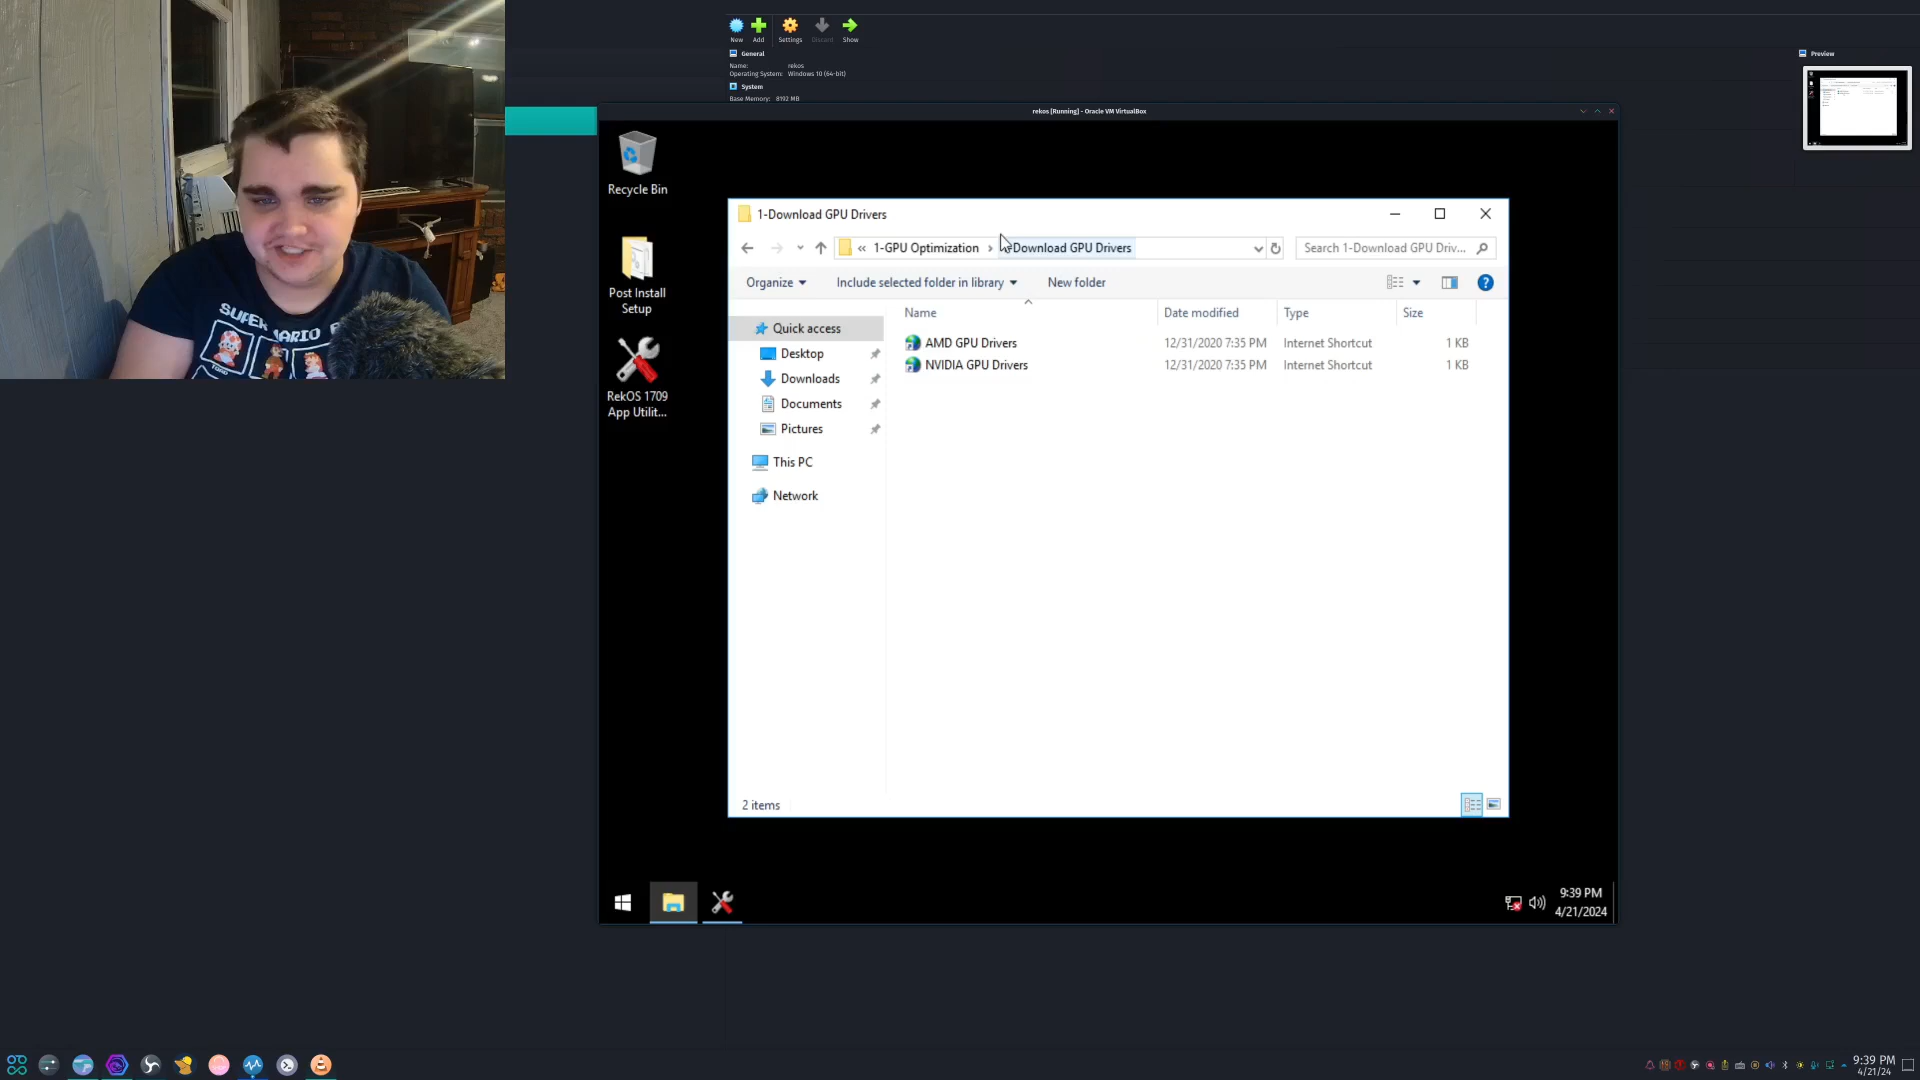 New
Add
Settings
Discard
Show
General
Name: rekos
Operating System: Windows 10 (64-bit)
System
Base Memory: 8192 MB
Preview
rekos [Running] - Oracle VM VirtualBox
Recycle Bin
Post Install
Setup
RekOS 1709
App Utilit...
1-Download GPU Drivers
« 1-GPU Optimization › 1-Download GPU Drivers
Search 1-Download GPU Driv...
Organize
Include selected folder in library
New folder
Name Date modified Type Size
AMD GPU Drivers 12/31/2020 7:35 PM Internet Shortcut 1 KB
NVIDIA GPU Drivers 12/31/2020 7:35 PM Internet Shortcut 1 KB
Quick access
Desktop
Downloads
Documents
Pictures
This PC
Network
2 items
9:39 PM
4/21/2024
SUPER MARIO
9:39 PM
4/21/24